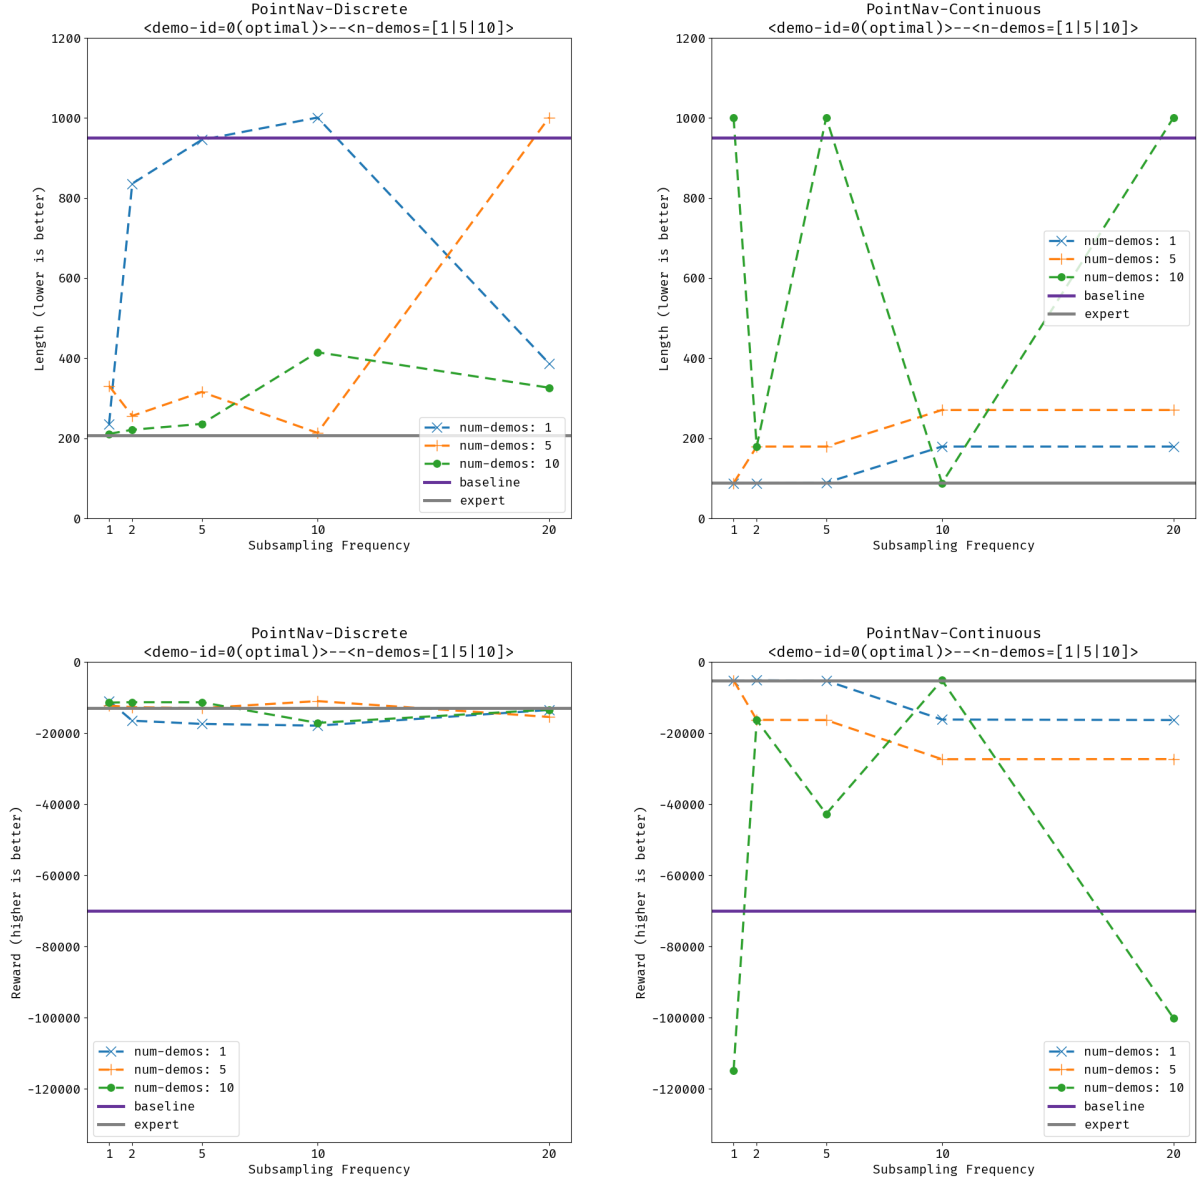 PointNav-Discrete
<demo-id=0(optimal)>--<n-demos=[1|5|10]>
1200
1000
800
600
400
200
0
Length (lower is better)
num-demos: 1
num-demos: 5
num-demos: 10
baseline
expert
1 2 5 10 20
Subsampling Frequency
PointNav-Continuous
<demo-id=0(optimal)>--<n-demos=[1|5|10]>
1200
1000
800
600
400
200
0
Length (lower is better)
num-demos: 1
num-demos: 5
num-demos: 10
baseline
expert
1 2 5 10 20
Subsampling Frequency
PointNav-Discrete
<demo-id=0(optimal)>--<n-demos=[1|5|10]>
0
-20000
-40000
-60000
-80000
-100000
-120000
Reward (higher is better)
num-demos: 1
num-demos: 5
num-demos: 10
baseline
expert
1 2 5 10 20
Subsampling Frequency
PointNav-Continuous
<demo-id=0(optimal)>--<n-demos=[1|5|10]>
0
-20000
-40000
-60000
-80000
-100000
-120000
Reward (higher is better)
num-demos: 1
num-demos: 5
num-demos: 10
baseline
expert
1 2 5 10 20
Subsampling Frequency